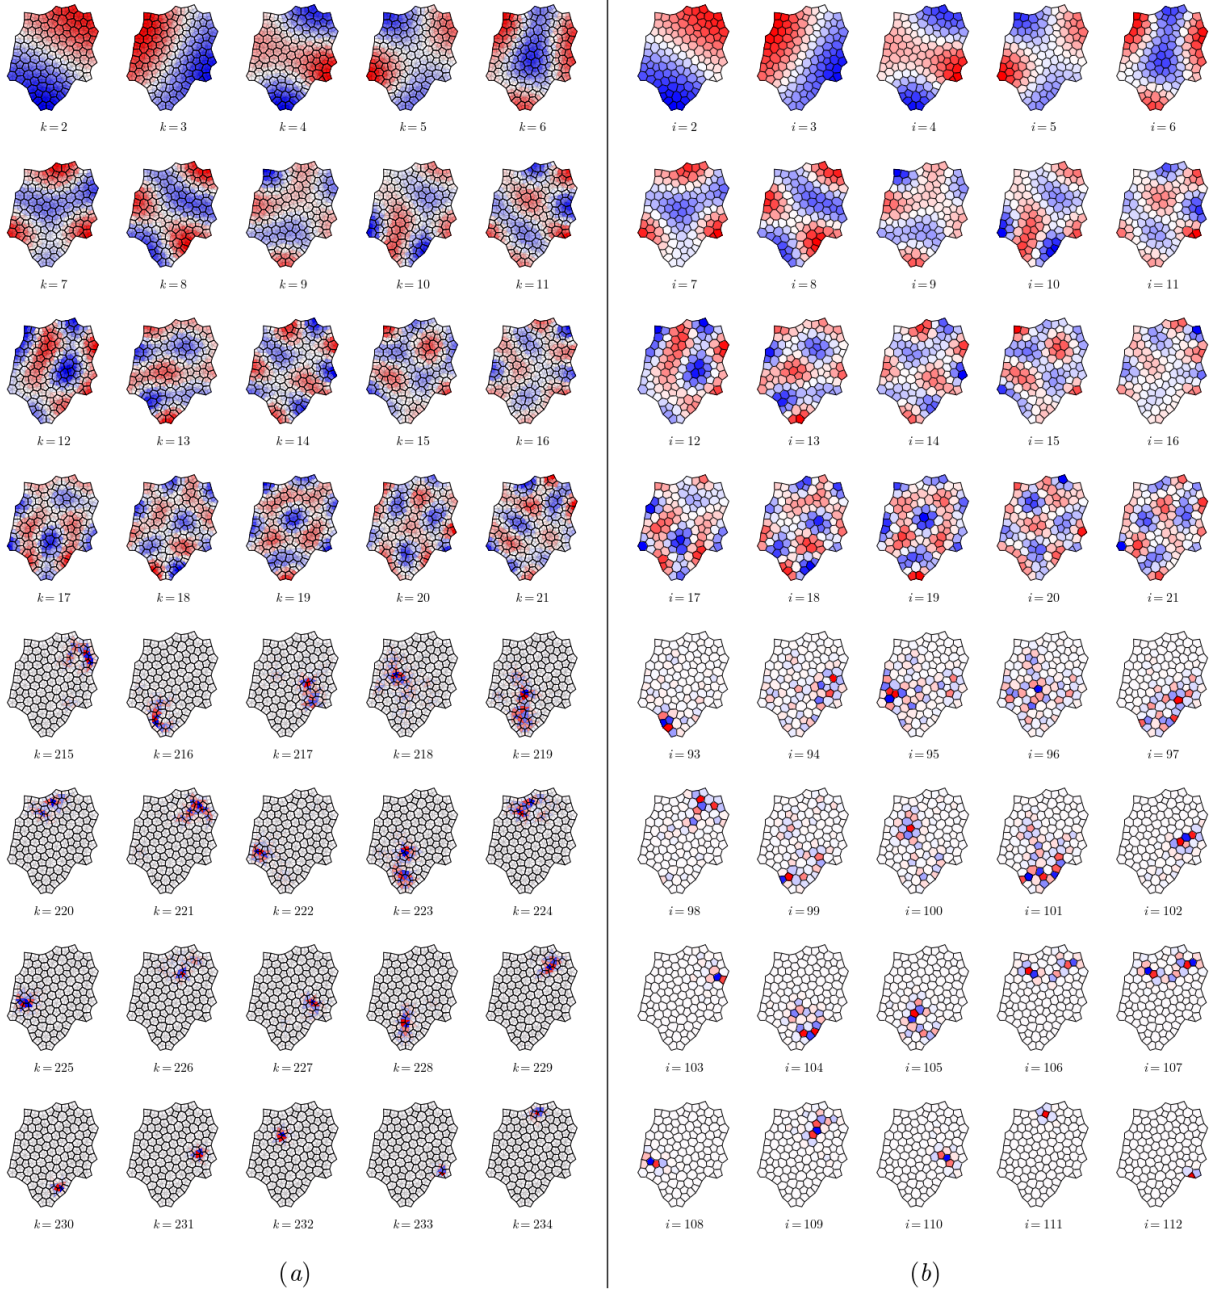 k = 2 k = 3 k = 4 k = 5 k = 6
k = 7 k = 8 k = 9 k = 10 k = 11
k = 12 k = 13 k = 14 k = 15 k = 16
k = 17 k = 18 k = 19 k = 20 k = 21
k = 215 k = 216 k = 217 k = 218 k = 219
k = 220 k = 221 k = 222 k = 223 k = 224
k = 225 k = 226 k = 227 k = 228 k = 229
k = 230 k = 231 k = 232 k = 233 k = 234
(a)
i = 2 i = 3 i = 4 i = 5 i = 6
i = 7 i = 8 i = 9 i = 10 i = 11
i = 12 i = 13 i = 14 i = 15 i = 16
i = 17 i = 18 i = 19 i = 20 i = 21
i = 93 i = 94 i = 95 i = 96 i = 97
i = 98 i = 99 i = 100 i = 101 i = 102
i = 103 i = 104 i = 105 i = 106 i = 107
i = 108 i = 109 i = 110 i = 111 i = 112
(b)